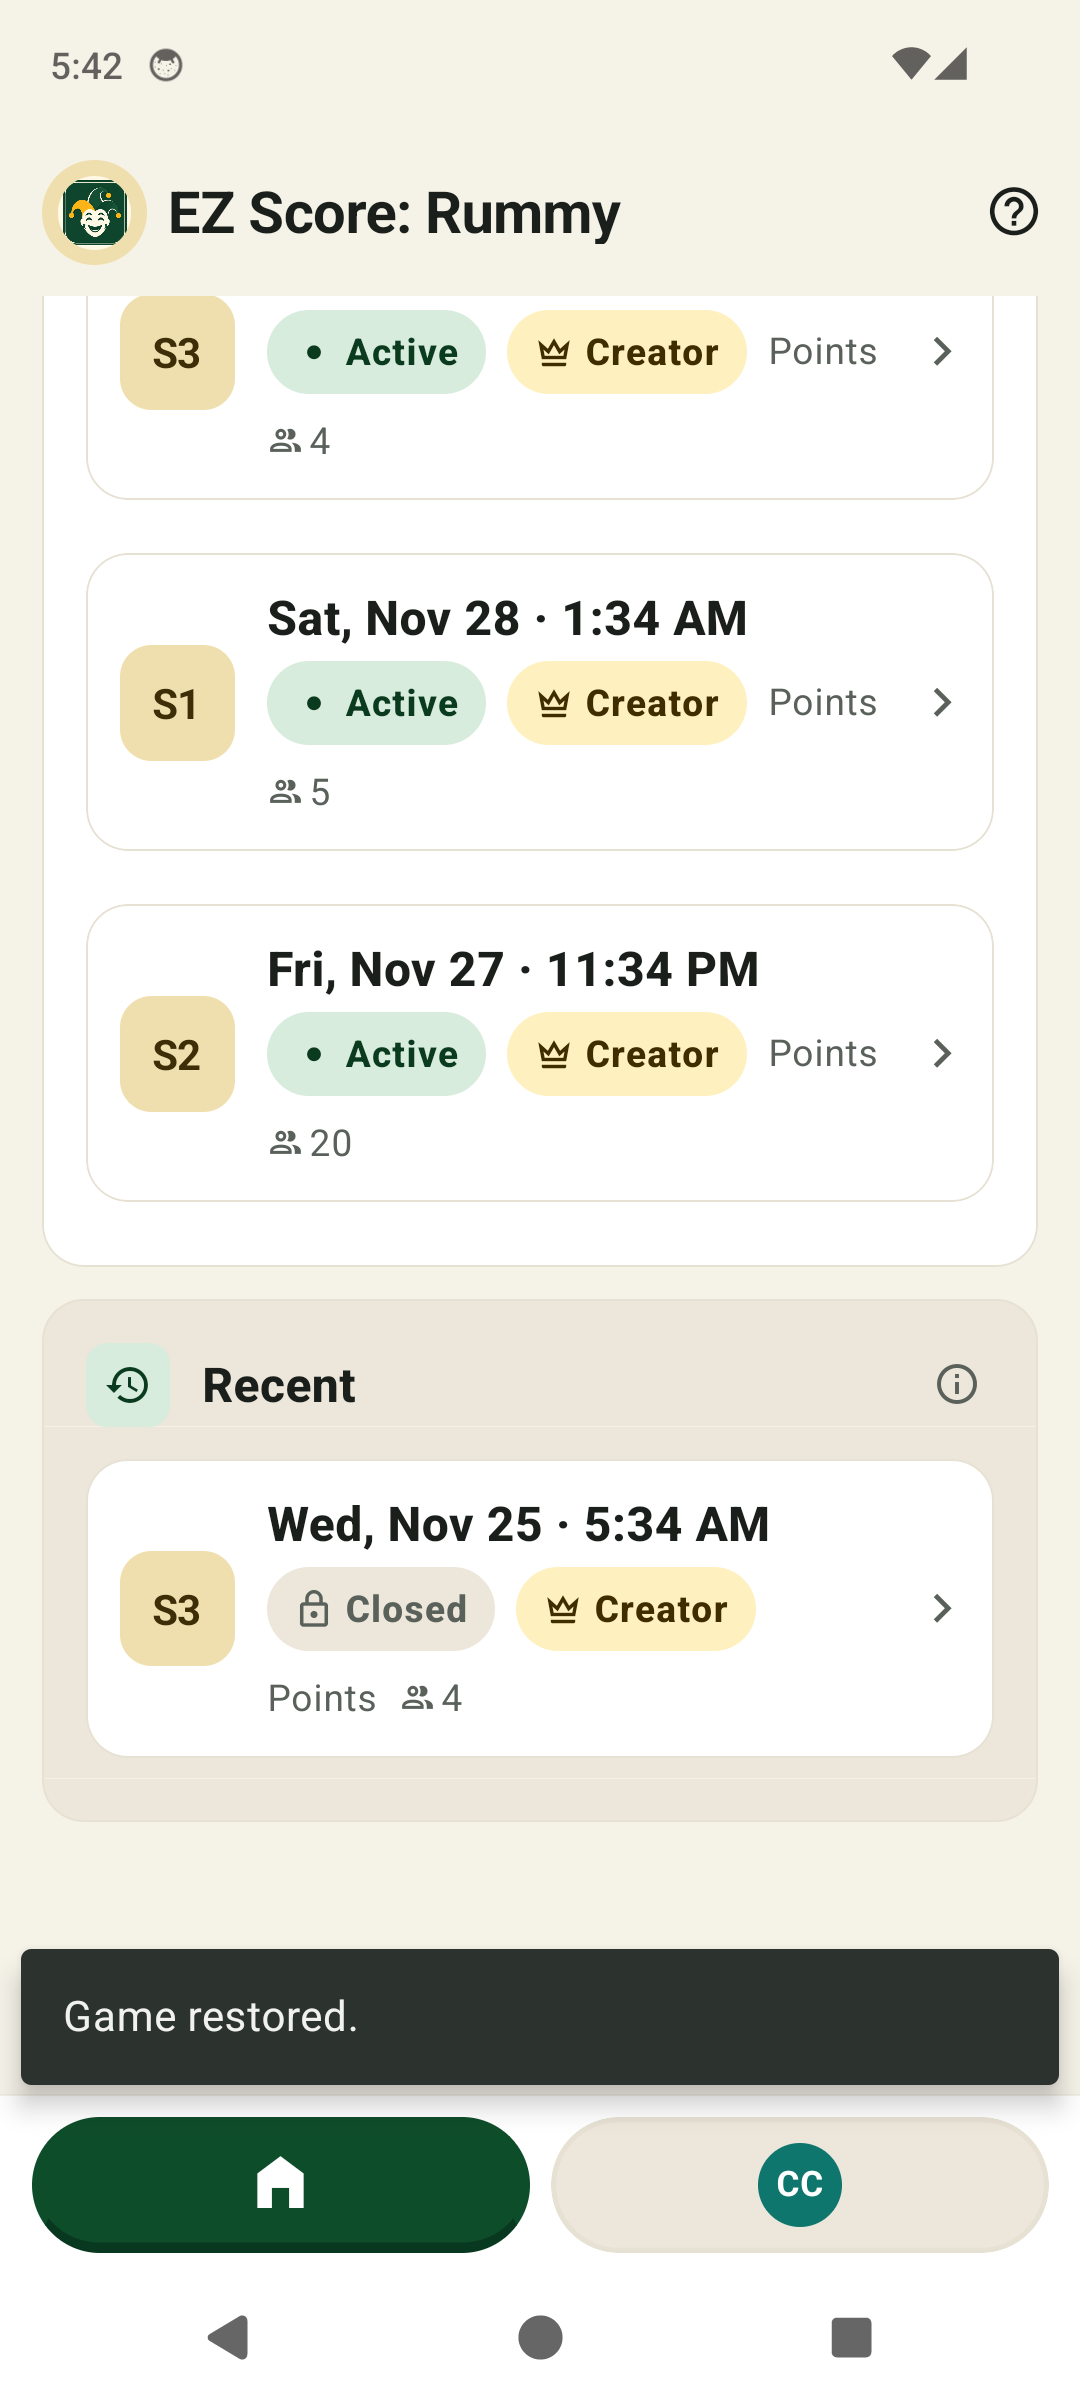 5:42
EZ Score: Rummy
S3
Active
Creator
Points
4
Sat, Nov 28 · 1:34 AM
S1
Active
Creator
Points
5
Fri, Nov 27 · 11:34 PM
S2
Active
Creator
Points
20
Recent
Wed, Nov 25 · 5:34 AM
S3
Closed
Creator
Points
4
Game restored.
CC